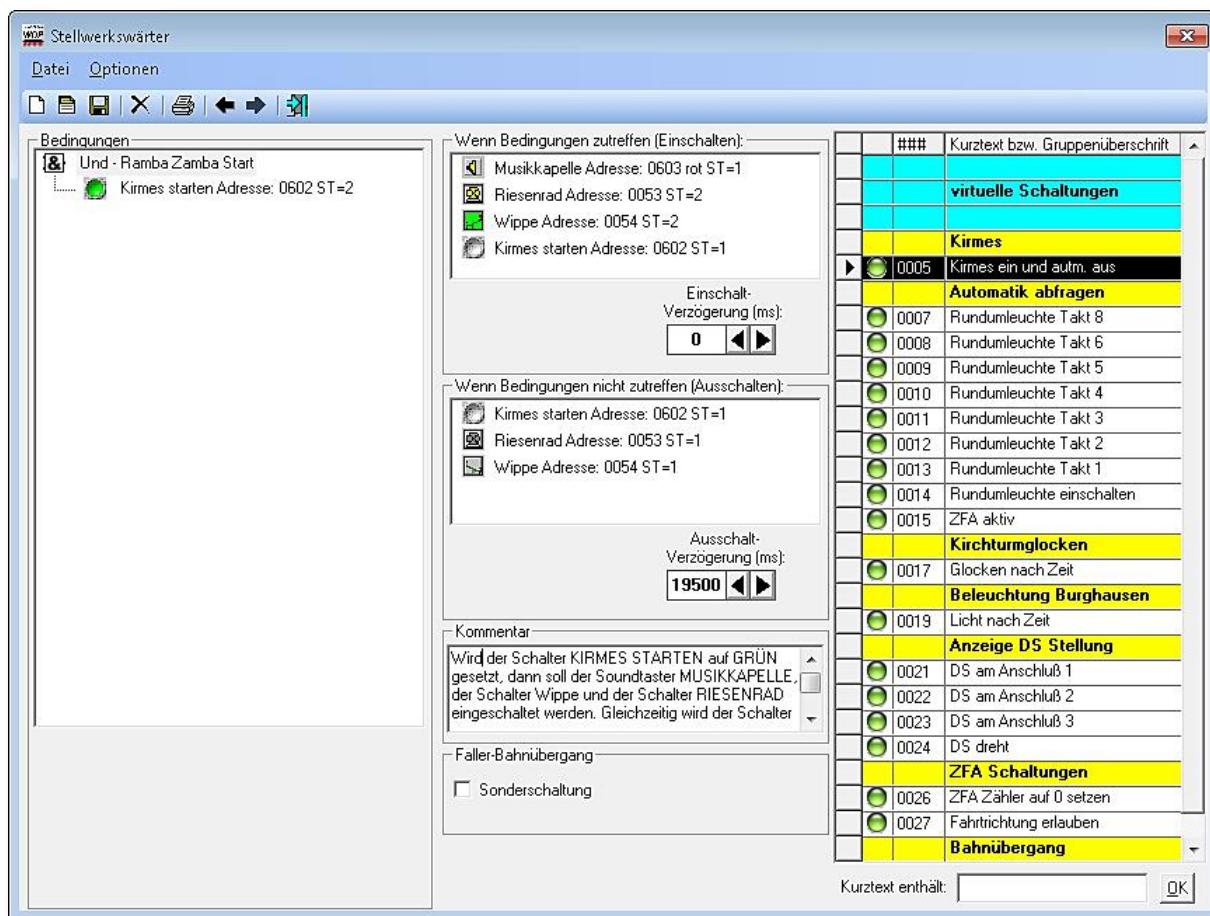 Stellwerkswärter
Datei Optionen
Bedingungen
& Und - Ramba Zamba Start
Kirmes starten Adresse: 0602 ST=2
Wenn Bedingungen zutreffen (Einschalten):
Musikkapelle Adresse: 0603 rot ST=1
Riesenrad Adresse: 0053 ST=2
Wippe Adresse: 0054 ST=2
Kirmes starten Adresse: 0602 ST=1
Einschalt-
Verzögerung (ms):
0
Wenn Bedingungen nicht zutreffen (Ausschalten):
Kirmes starten Adresse: 0602 ST=1
Riesenrad Adresse: 0053 ST=1
Wippe Adresse: 0054 ST=1
Ausschalt-
Verzögerung (ms):
19500
Kommentar
Wird der Schalter KIRMES STARTEN auf GRÜN
gesetzt, dann soll der Soundtaster MUSIKKAPELLE,
der Schalter Wippe und der Schalter RIESENRAD
eingeschaltet werden. Gleichzeitig wird der Schalter
Faller-Bahnübergang
Sonderschaltung
### Kurztext bzw. Gruppenüberschrift
virtuelle Schaltungen
Kirmes
0005 Kirmes ein und autm. aus
Automatik abfragen
0007 Rundumleuchte Takt 8
0008 Rundumleuchte Takt 6
0009 Rundumleuchte Takt 5
0010 Rundumleuchte Takt 4
0011 Rundumleuchte Takt 3
0012 Rundumleuchte Takt 2
0013 Rundumleuchte Takt 1
0014 Rundumleuchte einschalten
0015 ZFA aktiv
Kirchturmglocken
0017 Glocken nach Zeit
Beleuchtung Burghausen
0019 Licht nach Zeit
Anzeige DS Stellung
0021 DS am Anschluß 1
0022 DS am Anschluß 2
0023 DS am Anschluß 3
0024 DS dreht
ZFA Schaltungen
0026 ZFA Zähler auf 0 setzen
0027 Fahrtrichtung erlauben
Bahnübergang
Kurztext enthält: OK